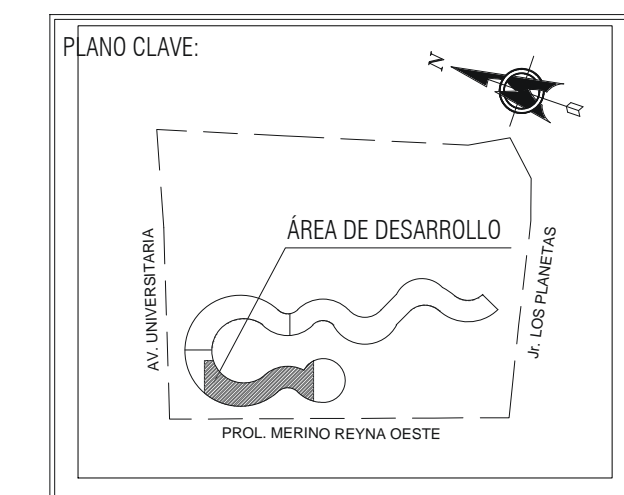 PLANO CLAVE:
N
ÁREA DE DESARROLLO
AV. UNIVERSITARIA
Jr. LOS PLANETAS
PROL. MERINO REYNA OESTE